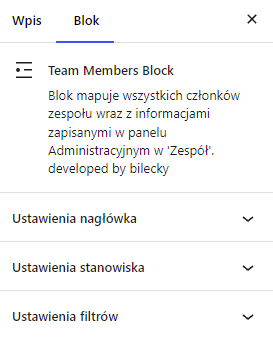 Wpis Blok
Team Members Block
Blok mapuje wszystkich członków
zespołu wraz z informacjami
zapisanymi w panelu
Administracyjnym w 'Zespół'.
developed by bilecky
Ustawienia nagłówka
Ustawienia stanowiska
Ustawienia filtrów